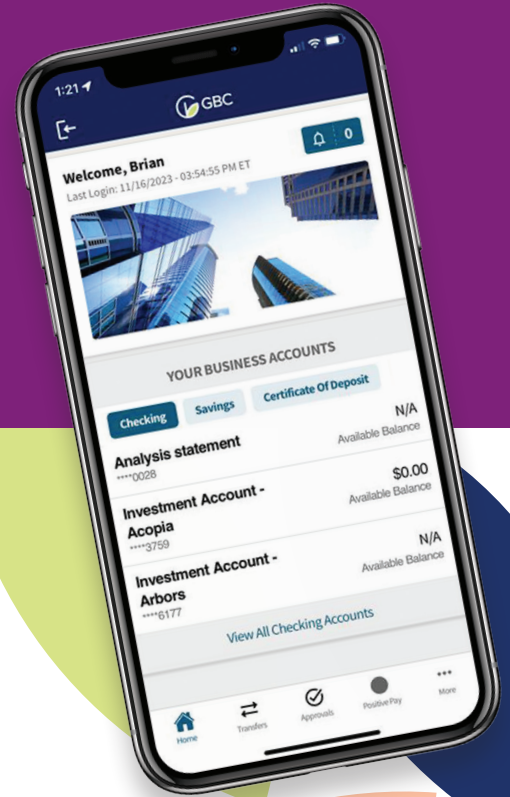 1:21
GBC
Welcome, Brian
0
Last Login: 11/16/2023 - 03:54:55 PM ET
YOUR BUSINESS ACCOUNTS
Checking
Savings
Certificate Of Deposit
Analysis statement
N/A
****0028
Available Balance
Investment Account -
Acopia
$0.00
****3759
Available Balance
Investment Account -
Arbors
N/A
****6177
Available Balance
View All Checking Accounts
Home
Transfers
Approvals
Positive Pay
More